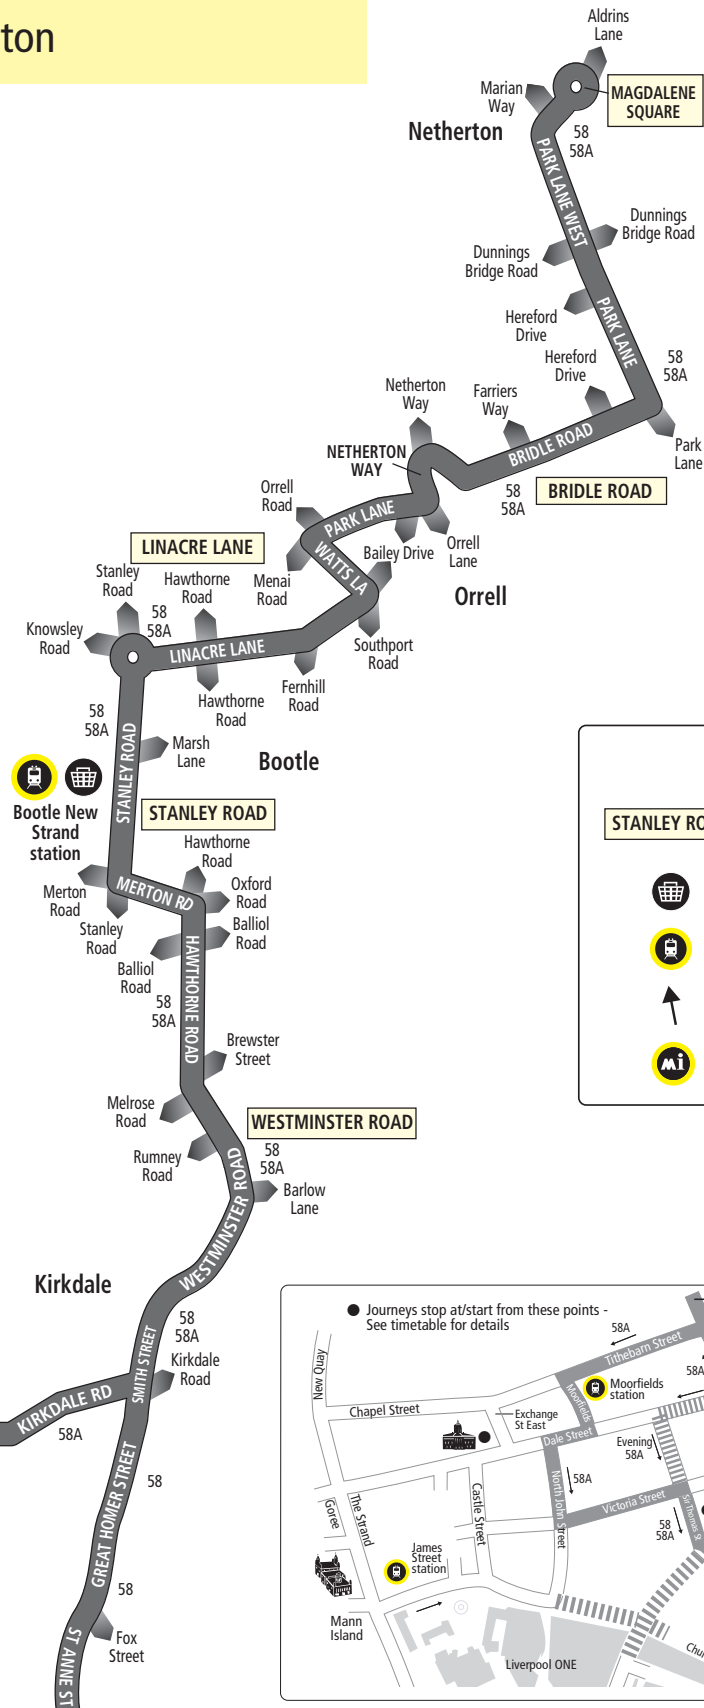 ton
Aldrins
Lane
Marian
Way
MAGDALENE
SQUARE
Netherton
58
58A
PARK LANE WEST
Dunnings
Bridge Road
Dunnings
Bridge Road
Hereford
Drive
PARK LANE
Hereford
Drive
58
58A
Netherton
Way
Farriers
Way
NETHERTON
WAY
BRIDLE ROAD
Park
Lane
58
58A
BRIDLE ROAD
Orrell
Road
PARK LANE
LINACRE LANE
WATTS LA
Bailey Drive
Orrell
Lane
Menai
Road
Stanley
Road
Hawthorne
Road
Orrell
58
58A
Knowsley
Road
LINACRE LANE
Southport
Road
Fernhill
Road
Hawthorne
Road
58
58A
STANLEY ROAD
Marsh
Lane
Bootle
Bootle New
Strand
station
STANLEY ROAD
STANLEY RO
Hawthorne
Road
MERTON RD
Oxford
Road
Merton
Road
Stanley
Road
Balliol
Road
Balliol
Road
HAWTHORNE ROAD
58
58A
Brewster
Street
mi
Melrose
Road
WESTMINSTER ROAD
Rumney
Road
58
58A
Barlow
Lane
WESTMINSTER ROAD
Kirkdale
58
58A
SMITH STREET
Kirkdale
Road
KIRKDALE RD
58A
GREAT HOMER STREET
58
58
Fox
Street
ST ANNE ST
Journeys stop at/start from these points -
See timetable for details
58A
Tithebarn Street
58A
New Quay
Moorfields
station
Moorfields
Chapel Street
Exchange
St East
Dale Street
Evening
58A
North John Street
58A
Castle Street
Victoria Street
Sir Thomas St
58
58A
Goree
The Strand
James
Street
station
Mann
Island
Liverpool ONE
Chu